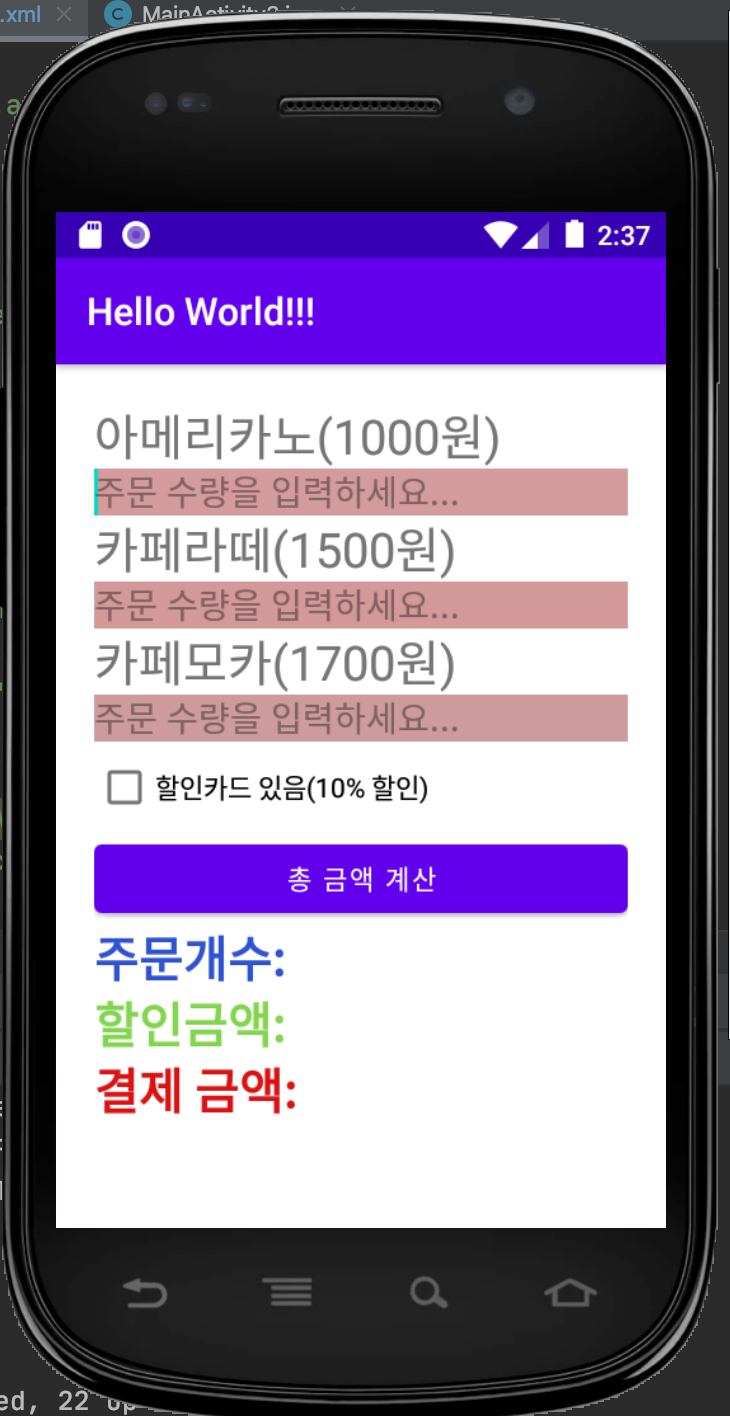 .xml
2:37
Hello World!!!
아메리카노(1000원)
주문 수량을 입력하세요...
카페라떼(1500원)
주문 수량을 입력하세요...
카페모카(1700원)
주문 수량을 입력하세요...
할인카드 있음(10% 할인)
총 금액 계산
주문개수:
할인금액:
결제 금액:
ed, 22 up